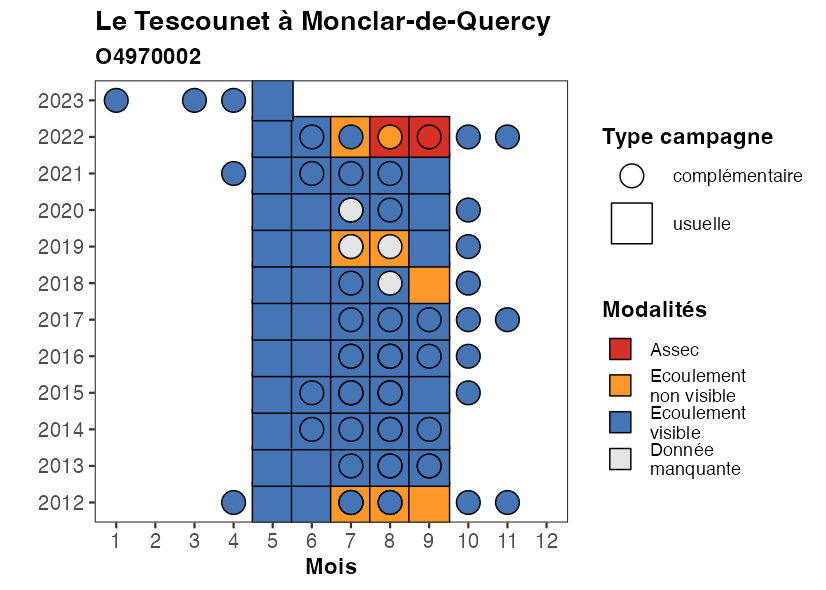 Le Tescounet à Monclar-de-Quercy
O4970002
2023
2022
2021
2020
2019
2018
2017
2016
2015
2014
2013
2012
1 2 3 4 5 6 7 8 9 10 11 12
Mois
Type campagne
complémentaire
usuelle
Modalités
Assec
Ecoulement
non visible
Ecoulement
visible
Donnée
manquante